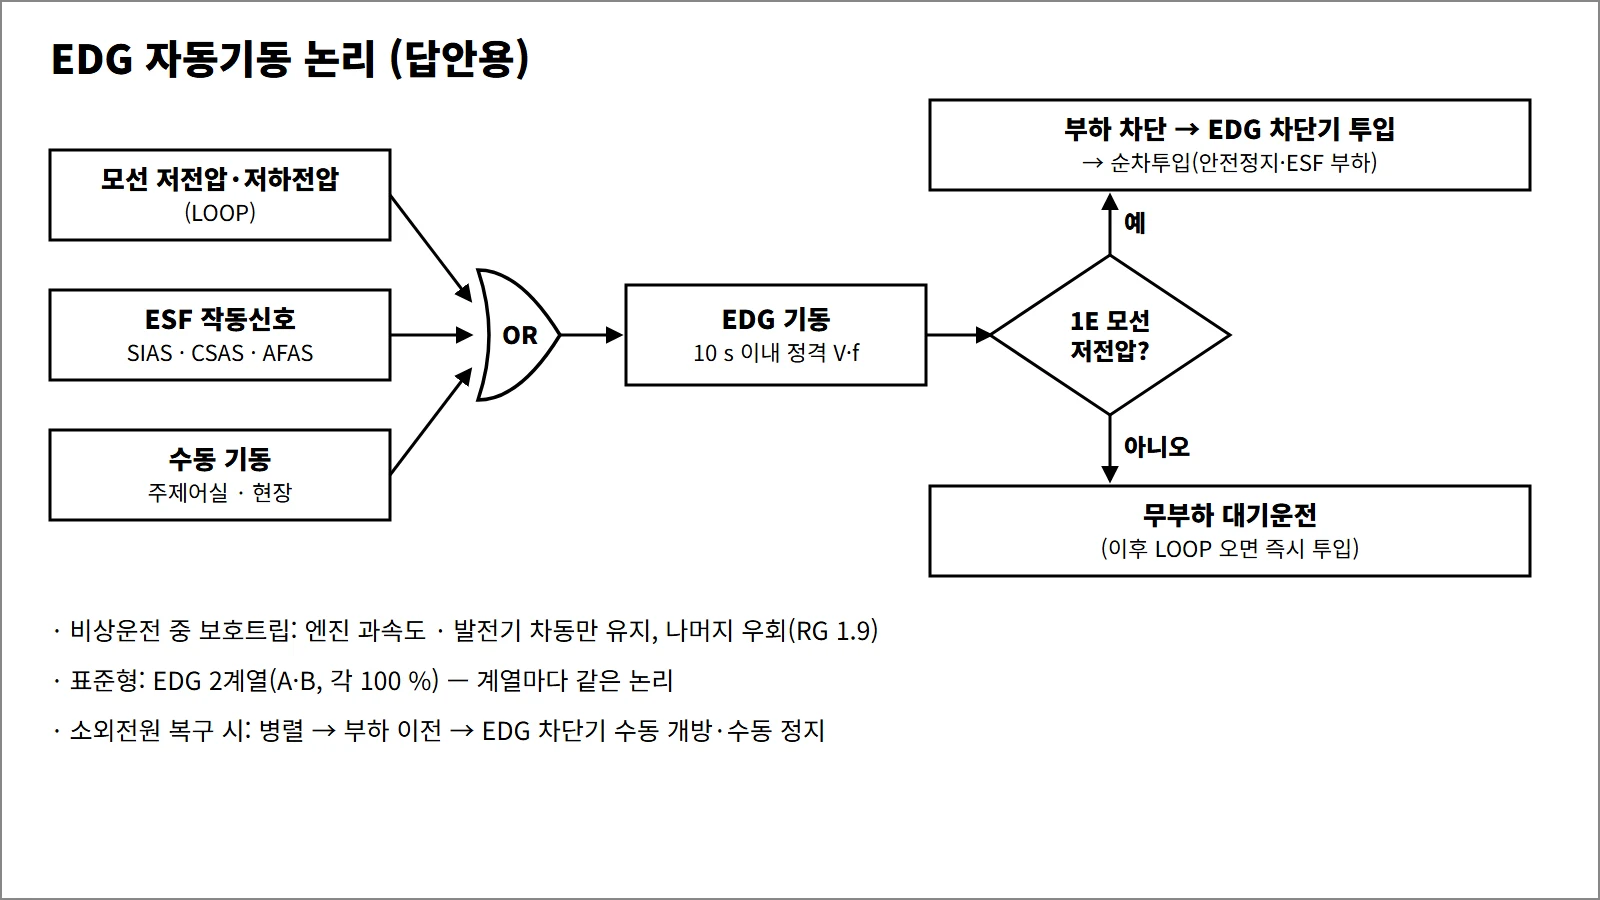 EDG 자동기동 논리 (답안용)
모선 저전압·저하전압
(LOOP)
ESF 작동신호
SIAS · CSAS · AFAS
수동 기동
주제어실 · 현장
OR
EDG 기동
10 s 이내 정격 V·f
1E 모선
저전압?
예
부하 차단 → EDG 차단기 투입
→ 순차투입(안전정지·ESF 부하)
아니오
무부하 대기운전
(이후 LOOP 오면 즉시 투입)
· 비상운전 중 보호트립: 엔진 과속도 · 발전기 차동만 유지, 나머지 우회(RG 1.9)
· 표준형: EDG 2계열(A·B, 각 100 %) — 계열마다 같은 논리
· 소외전원 복구 시: 병렬 → 부하 이전 → EDG 차단기 수동 개방·수동 정지